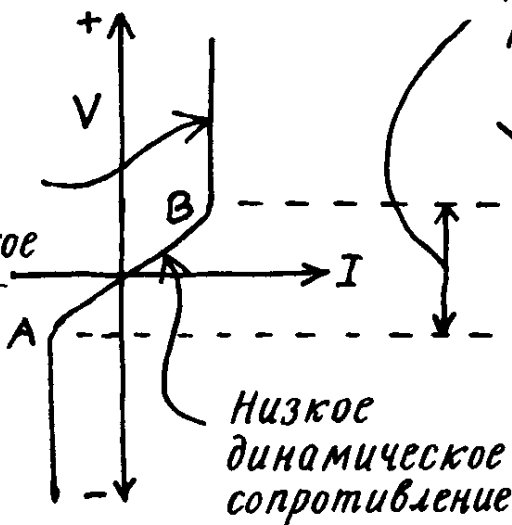 +
V
B
ое
I
A
Низкое
динамическое
сопротивление
−